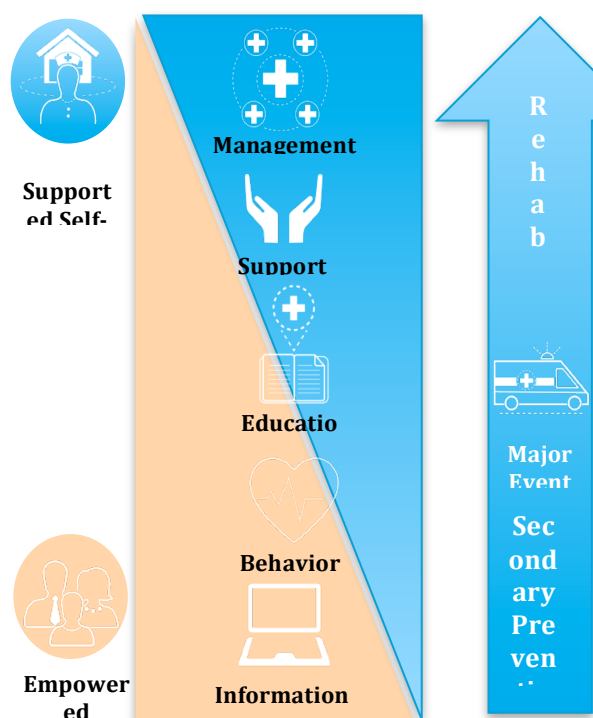 Management
Support
ed Self-
Support
Educatio
Behavior
Information
Empower
ed
R
e
h
a
b
Major
Event
Sec
ond
ary
Pre
ven